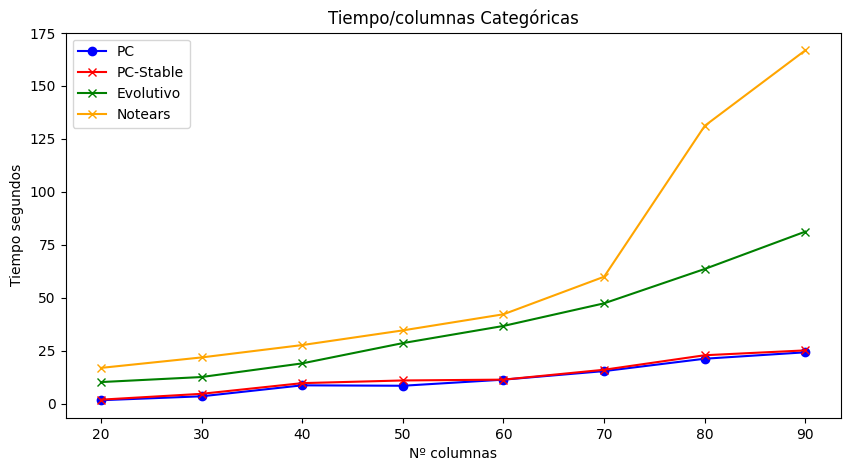 Tiempo/columnas Categóricas
PC
PC-Stable
Evolutivo
Notears
Tiempo segundos
175
150
125
100
75
50
25
0
20 30 40 50 60 70 80 90
Nº columnas